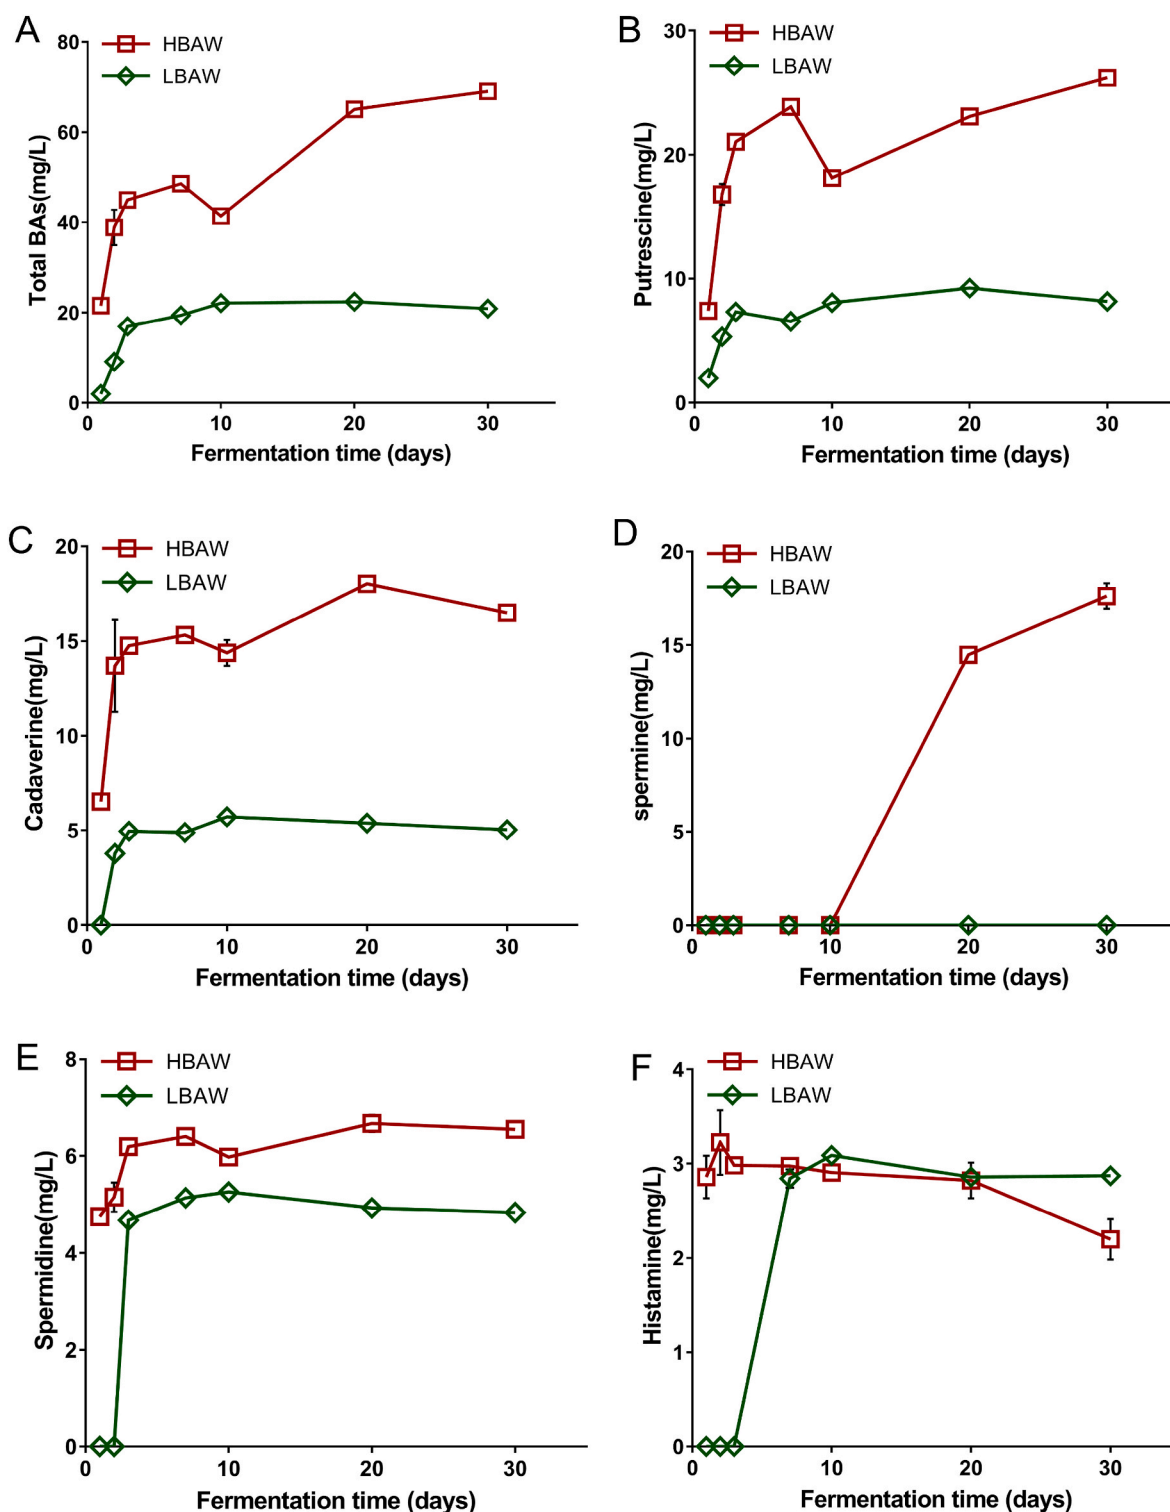 A
HBAW
LBAW
80
60
40
20
0
Total BAs(mg/L)
0 10 20 30
Fermentation time (days)
B
HBAW
LBAW
30
20
10
0
Putrescine(mg/L)
0 10 20 30
Fermentation time (days)
C
HBAW
LBAW
20
15
10
5
0
Cadaverine(mg/L)
0 10 20 30
Fermentation time (days)
D
HBAW
LBAW
20
15
10
5
0
spermine(mg/L)
0 10 20 30
Fermentation time (days)
E
HBAW
LBAW
8
6
4
2
0
Spermidine(mg/L)
0 10 20 30
Fermentation time (days)
F
HBAW
LBAW
4
3
2
1
0
Histamine(mg/L)
0 10 20 30
Fermentation time (days)